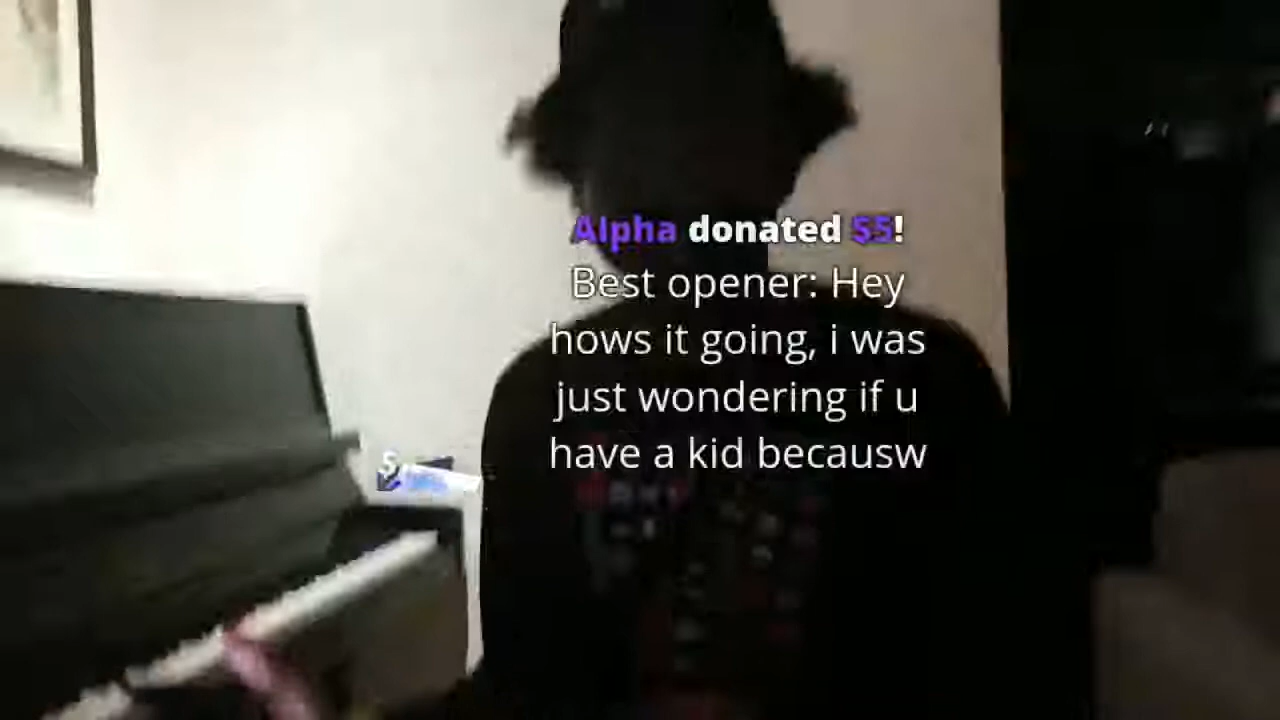 Alpha donated $5!
Best opener: Hey
hows it going, i was
just wondering if u
have a kid becausw